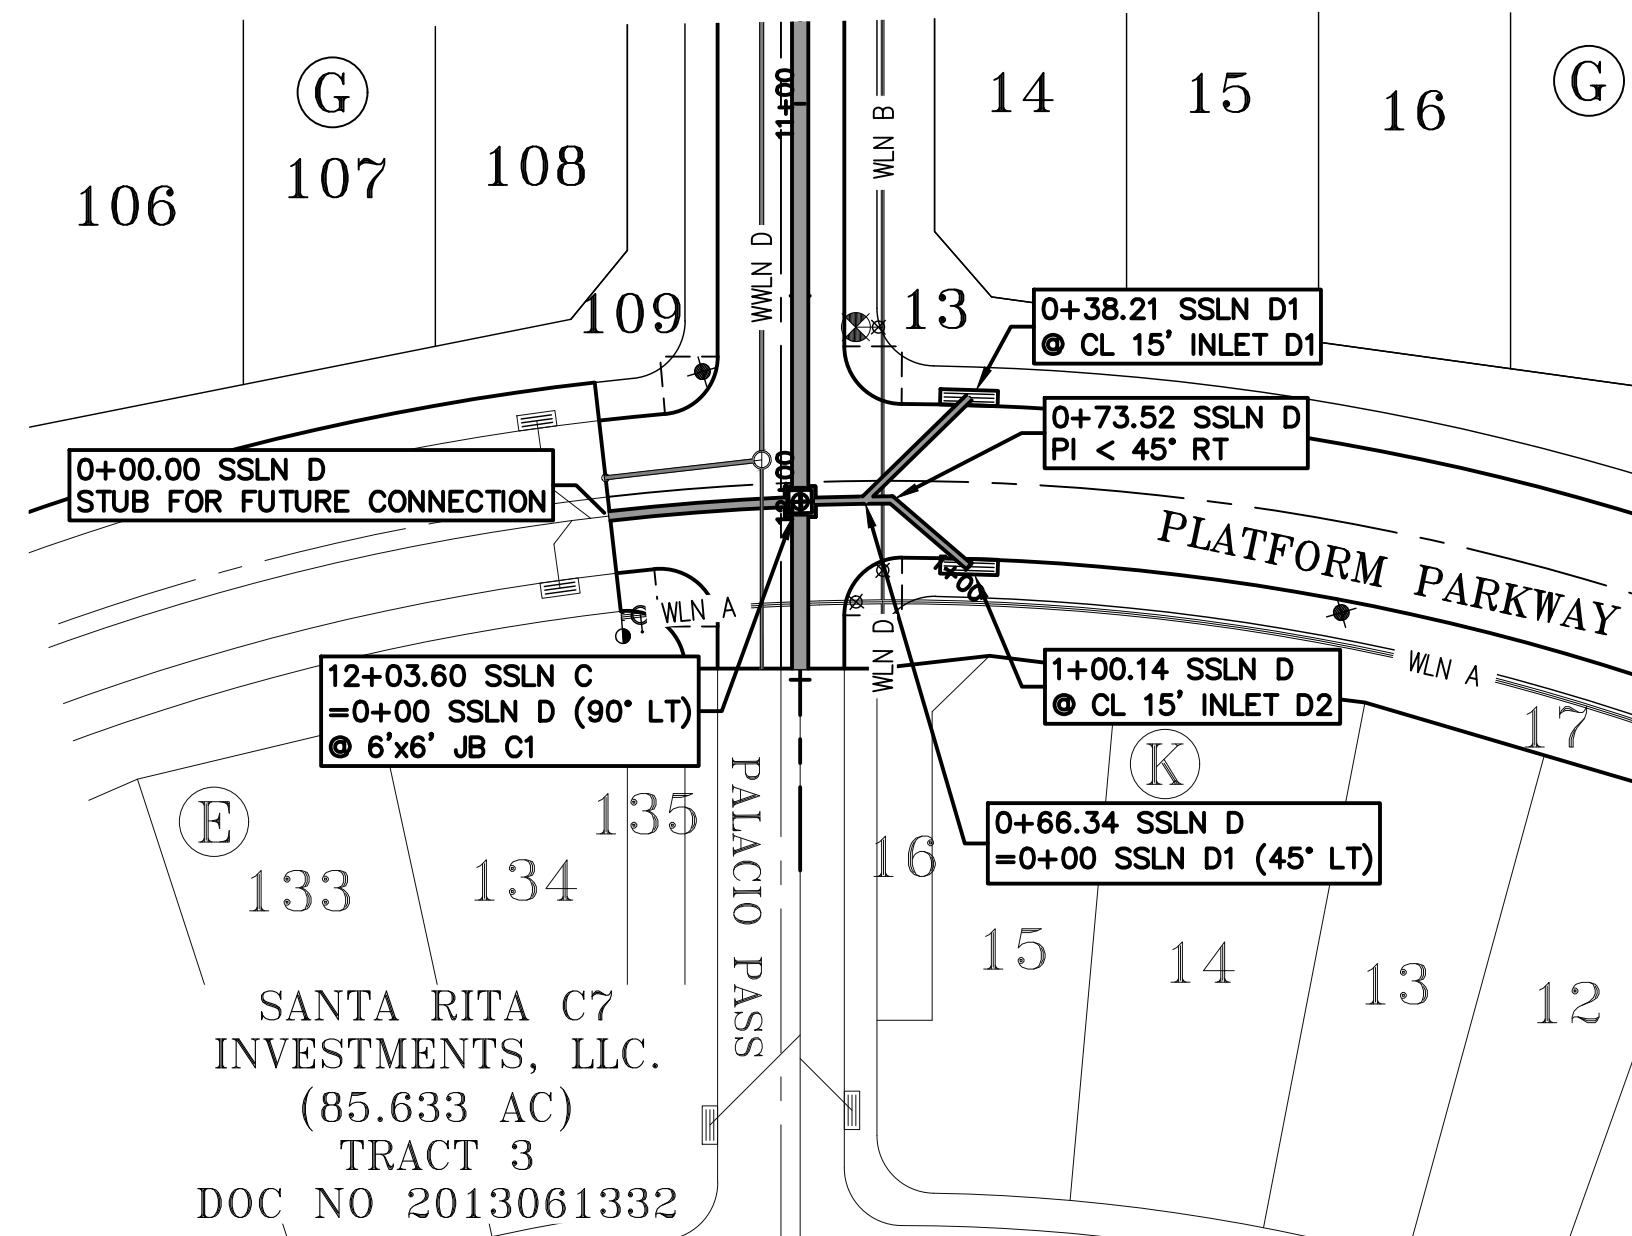 G
106
107
108
109
11+00
WWLN D
WLN B
14
15
16
G
13
0+38.21 SSLN D1
@ CL 15' INLET D1
0+73.52 SSLN D
PI < 45° RT
0+00.00 SSLN D
STUB FOR FUTURE CONNECTION
PLATFORM PARKWAY
1+00
WLN A
WLN D
WLN A
12+03.60 SSLN C
=0+00 SSLN D (90° LT)
@ 6'x6' JB C1
1+00.14 SSLN D
@ CL 15' INLET D2
17
K
E
133
134
135
PALACIO PASS
16
0+66.34 SSLN D
=0+00 SSLN D1 (45° LT)
15
14
13
12
SANTA RITA C7
INVESTMENTS, LLC.
(85.633 AC)
TRACT 3
DOC NO 2013061332